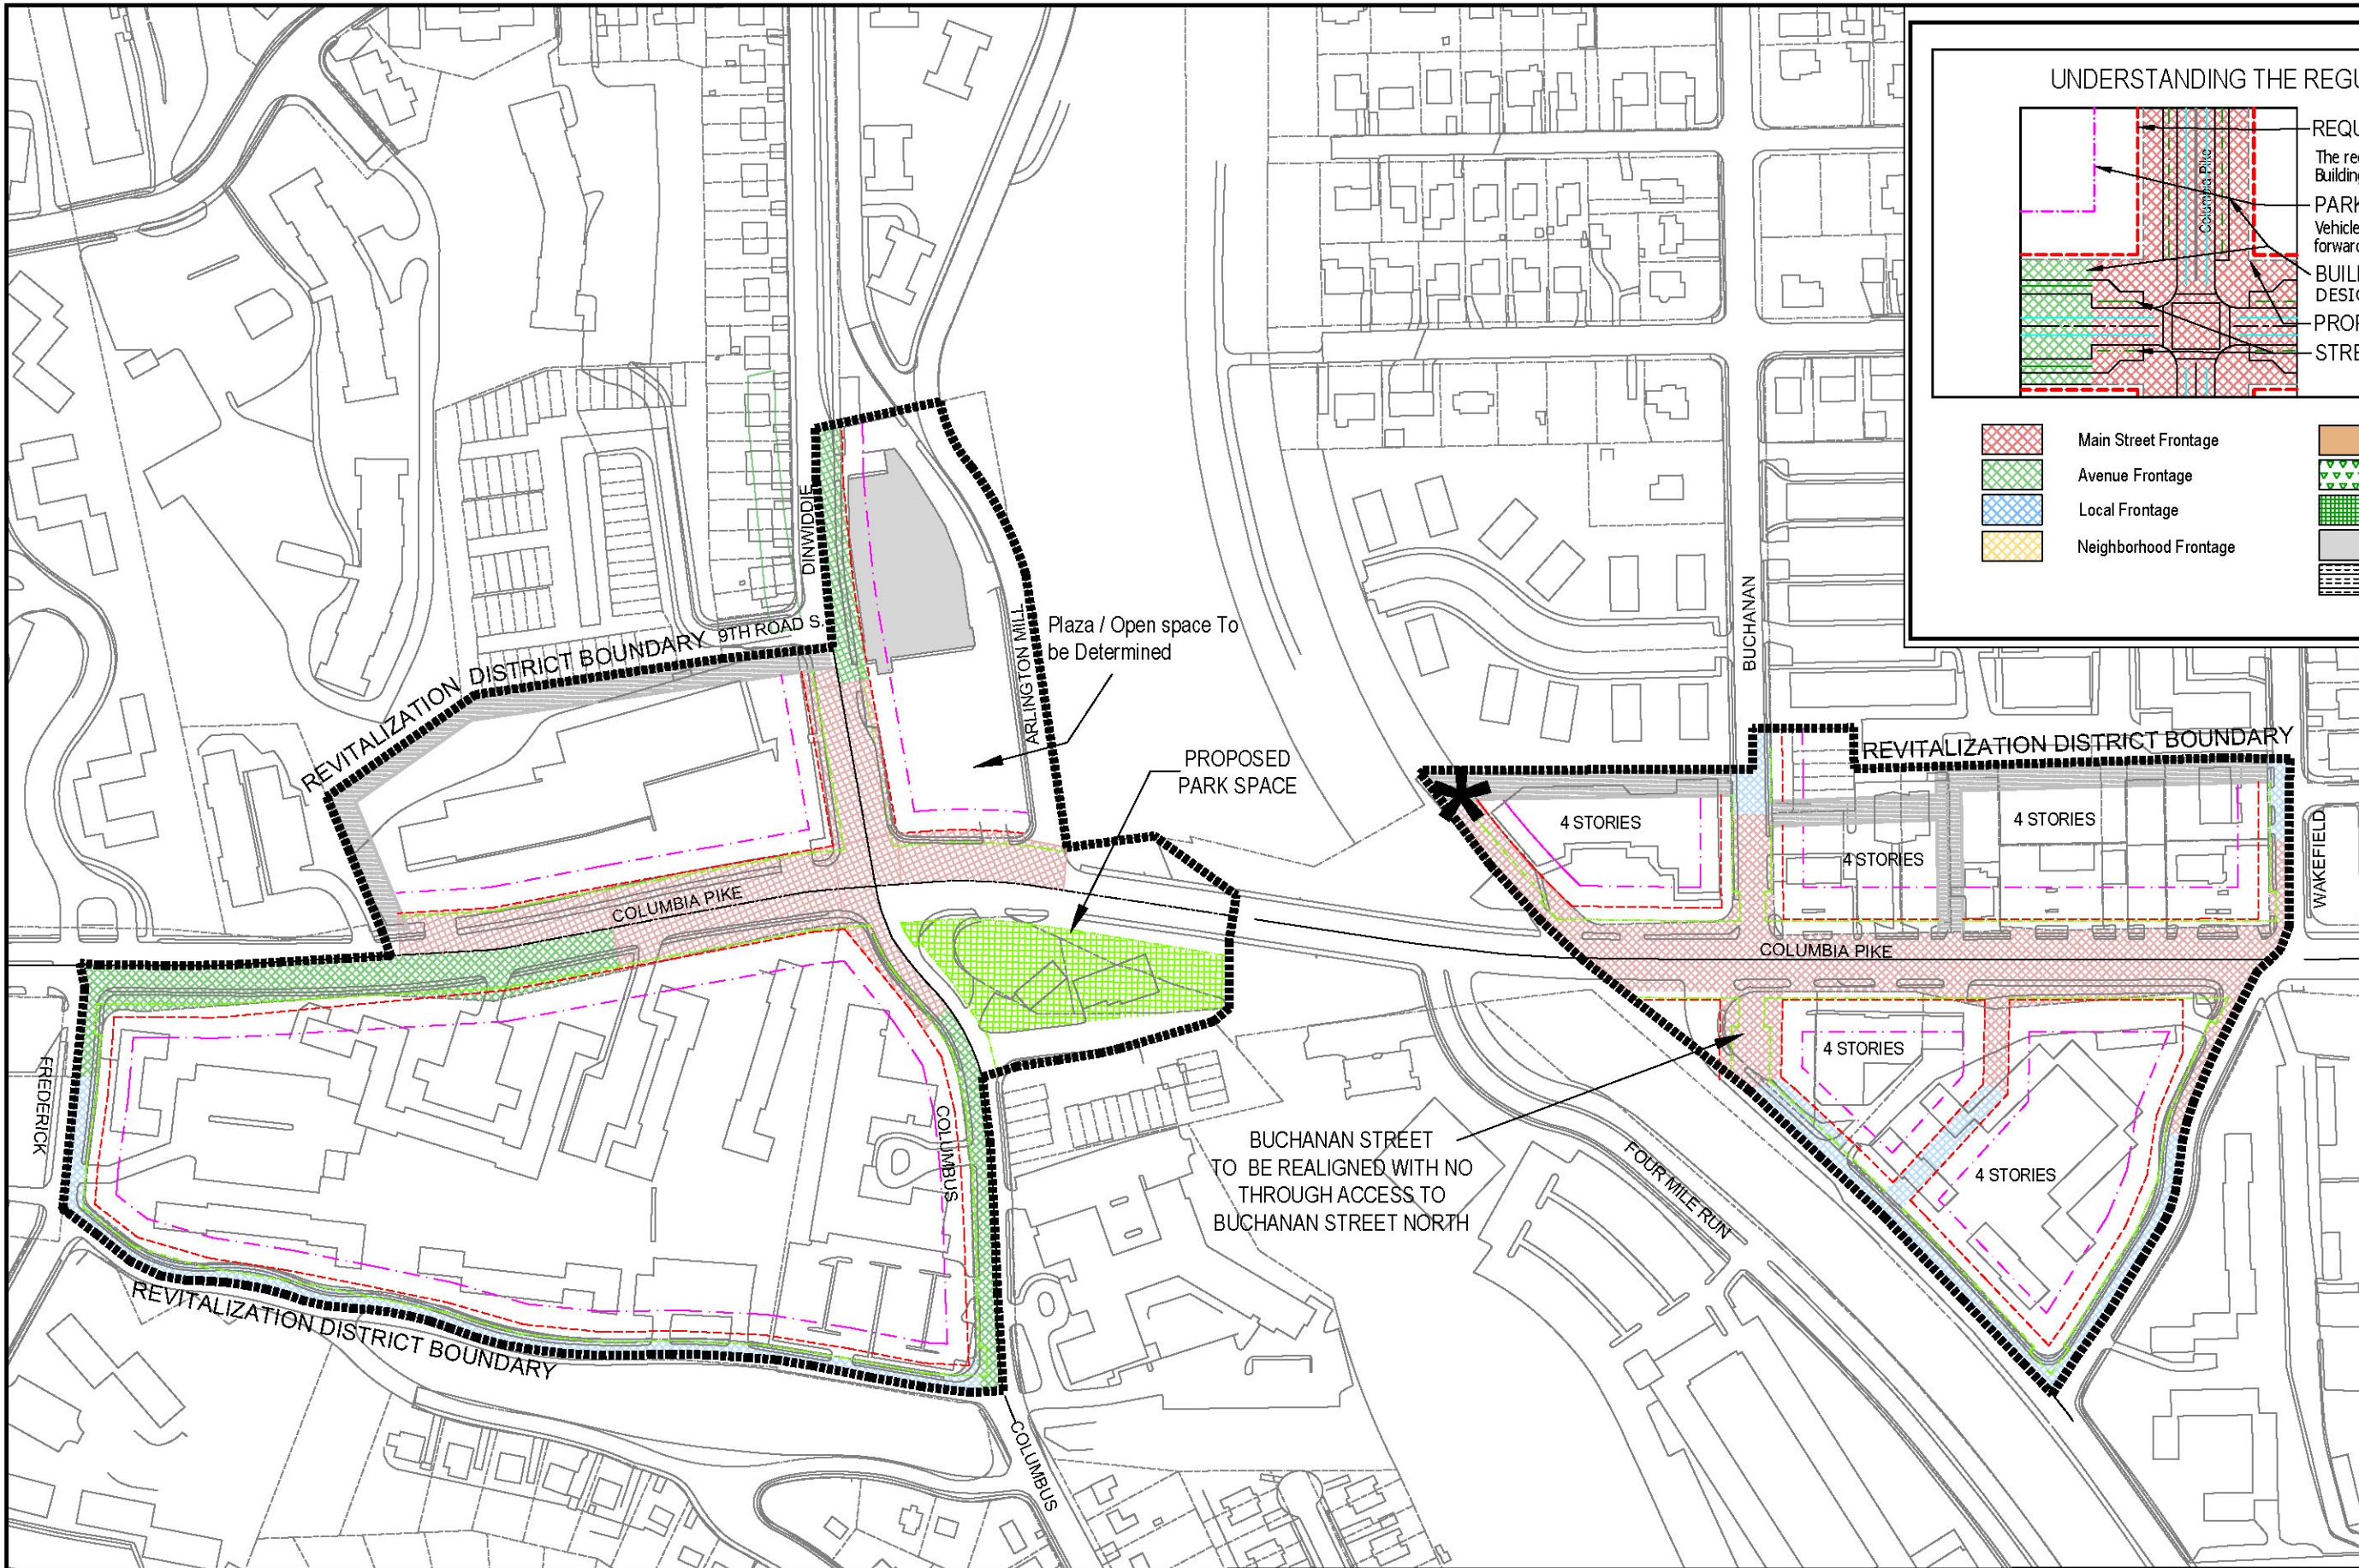 UNDERSTANDING THE REGU
REQU
The re
Building
PARK
Vehicle
forward
BUIL
DESIG
PROP
STRE
Columbia Pike
Main Street Frontage
Avenue Frontage
Local Frontage
Neighborhood Frontage
DINWIDDIE
9TH ROAD S.
REVITALIZATION DISTRICT BOUNDARY
ARLINGTON MILL
Plaza / Open space To
be Determined
PROPOSED
PARK SPACE
BUCHANAN
REVITALIZATION DISTRICT BOUNDARY
4 STORIES
4 STORIES
4 STORIES
WAKEFIELD
COLUMBIA PIKE
COLUMBIA PIKE
4 STORIES
4 STORIES
FREDERICK
COLUMBUS
BUCHANAN STREET
TO BE REALIGNED WITH NO
THROUGH ACCESS TO
BUCHANAN STREET NORTH
FOUR MILE RUN
REVITALIZATION DISTRICT BOUNDARY
COLUMBUS